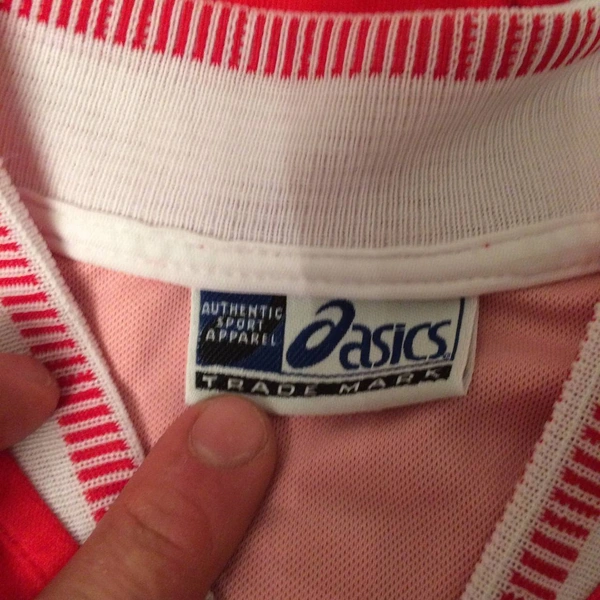 AUTHENTIC
SPORT
APPAREL
asics
TRADE MARK